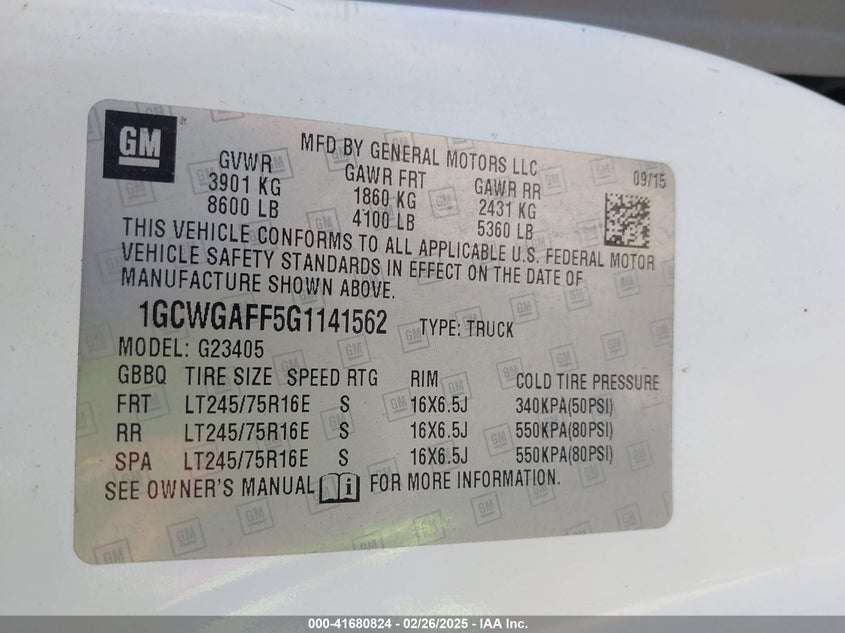 GM
MFD BY GENERAL MOTORS LLC
09/15
GVWR GAWR FRT GAWR RR
3901 KG 1860 KG 2431 KG
8600 LB 4100 LB 5360 LB
THIS VEHICLE CONFORMS TO ALL APPLICABLE U.S. FEDERAL MOTOR
VEHICLE SAFETY STANDARDS IN EFFECT ON THE DATE OF
MANUFACTURE SHOWN ABOVE.
1GCWGAFF5G1141562 TYPE: TRUCK
MODEL: G23405
GBBQ TIRE SIZE SPEED RTG RIM COLD TIRE PRESSURE
FRT LT245/75R16E S 16X6.5J 340KPA(50PSI)
RR LT245/75R16E S 16X6.5J 550KPA(80PSI)
SPA LT245/75R16E S 16X6.5J 550KPA(80PSI)
SEE OWNER'S MANUAL FOR MORE INFORMATION.
000-41680824 - 02/26/2025 - IAA Inc.